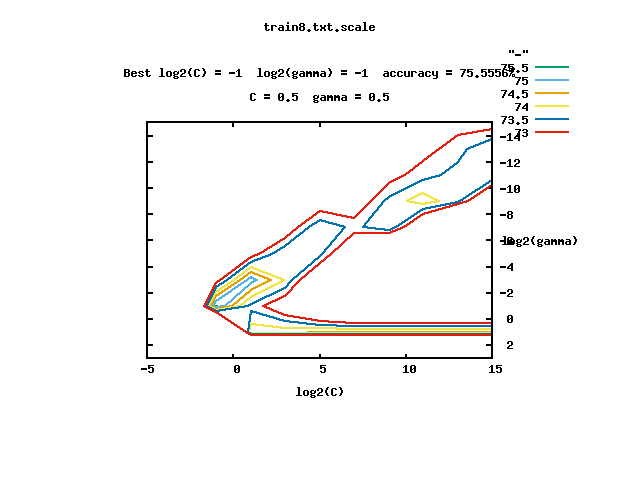 train8.txt.scale
"-"
Best log2(C) = -1  log2(gamma) = -1  accuracy = 75.5556%
75.5
75
C = 0.5  gamma = 0.5
74.5
74
73.5
73
-14
-12
-10
-8
-6
log2(gamma)
-4
-2
0
2
-5 0 5 10 15
log2(C)